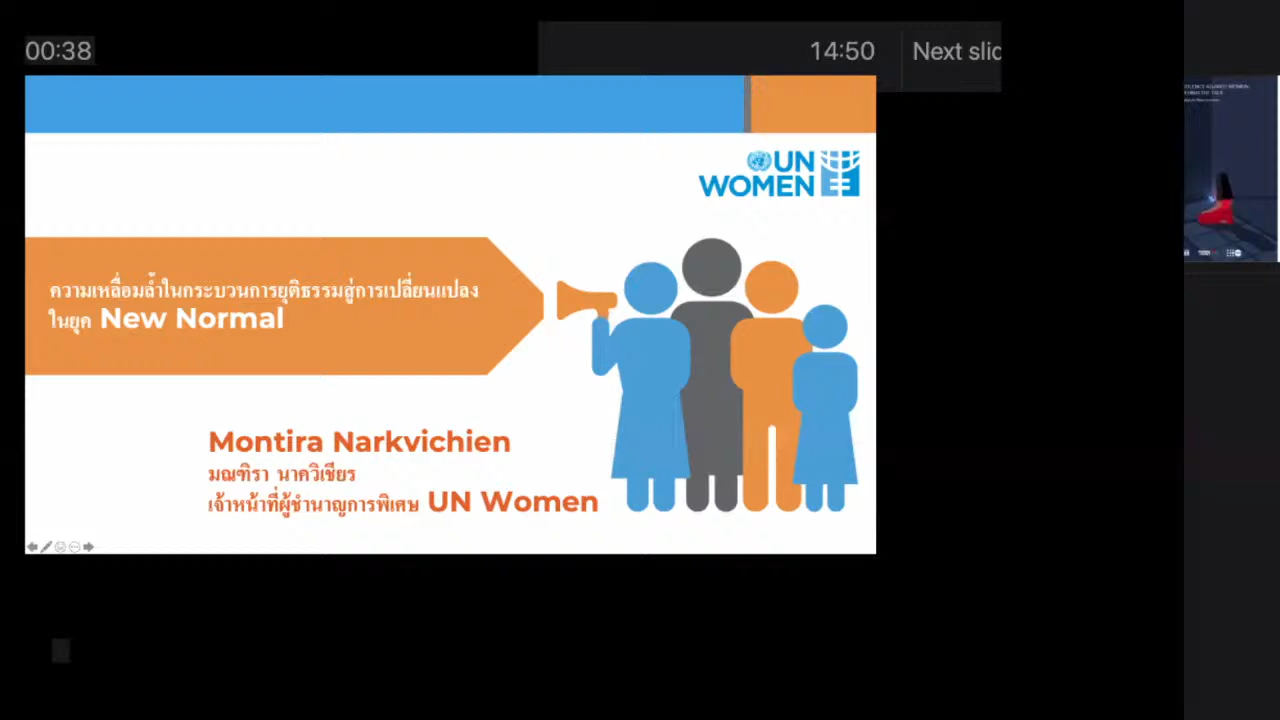 00:38
14:50
Next slid
UN
WOMEN
ความเหลื่อมล้ำในกระบวนการยุติธรรมสู่การเปลี่ยนแปลง
ในยุค New Normal
Montira Narkvichien
มณฑิรา นาควิเชียร
เจ้าหน้าที่ผู้ชำนาญการพิเศษ UN Women